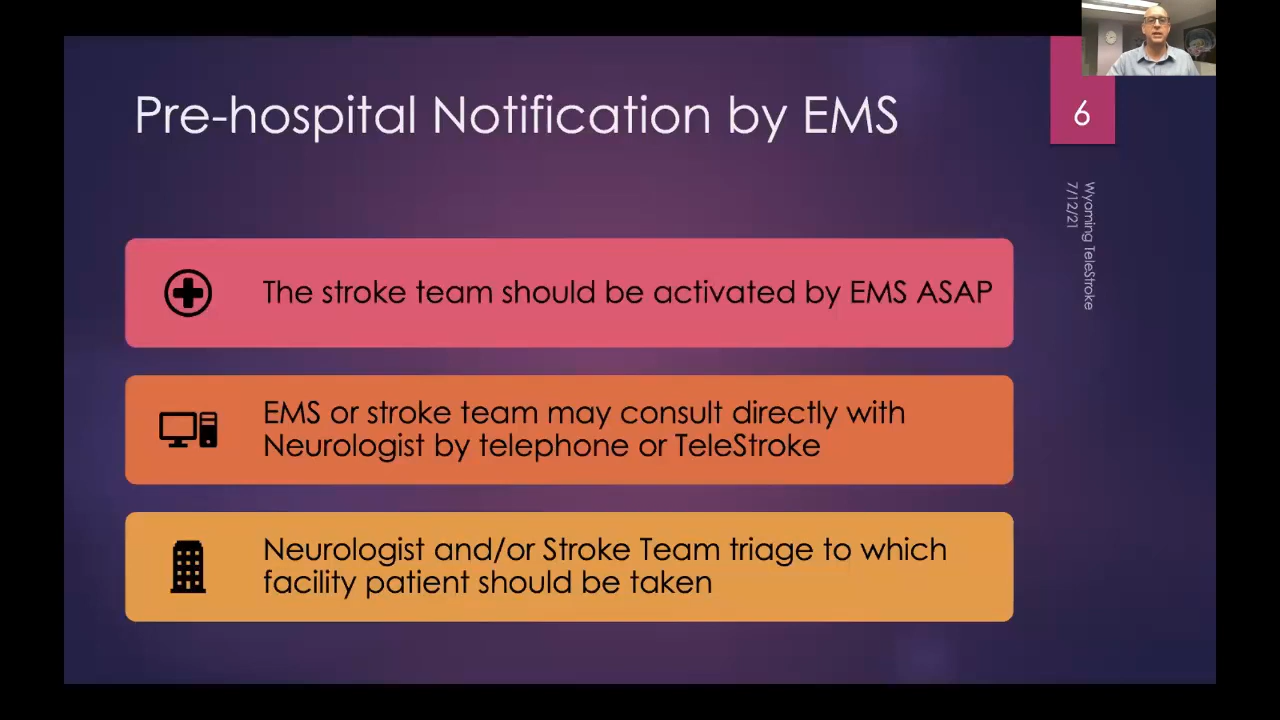 Pre-hospital Notification by EMS
6
Wyoming TeleStroke
7/12/21
The stroke team should be activated by EMS ASAP
EMS or stroke team may consult directly with
Neurologist by telephone or TeleStroke
Neurologist and/or Stroke Team triage to which
facility patient should be taken